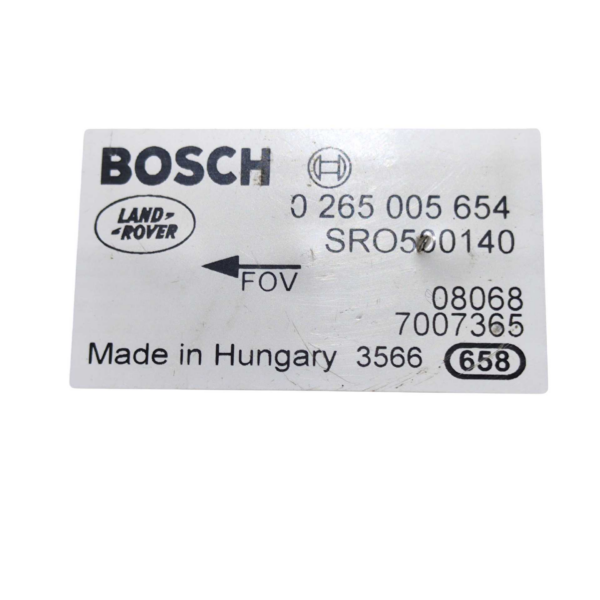 BOSCH
0 265 005 654
LAND-
-ROVER
SRO500140
FOV
08068
7007365
Made in Hungary 3566 658